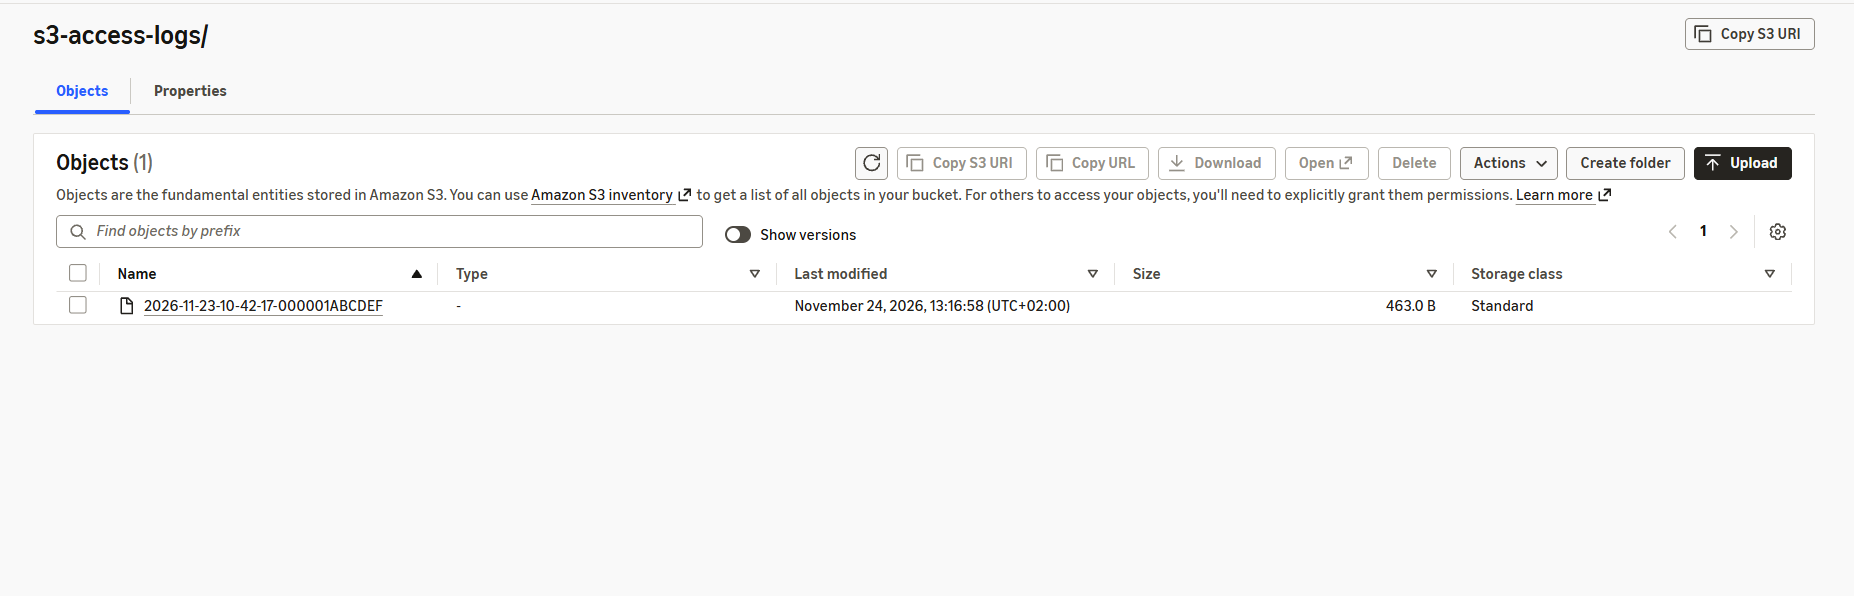 s3-access-logs/
Copy S3 URI
Objects Properties
Objects (1)
Copy S3 URI Copy URL Download Open Delete Actions Create folder Upload
Objects are the fundamental entities stored in Amazon S3. You can use Amazon S3 inventory to get a list of all objects in your bucket. For others to access your objects, you'll need to explicitly grant them permissions. Learn more
Find objects by prefix
Show versions
1
Name Type Last modified Size Storage class
2026-11-23-10-42-17-000001ABCDEF - November 24, 2026, 13:16:58 (UTC+02:00) 463.0 B Standard